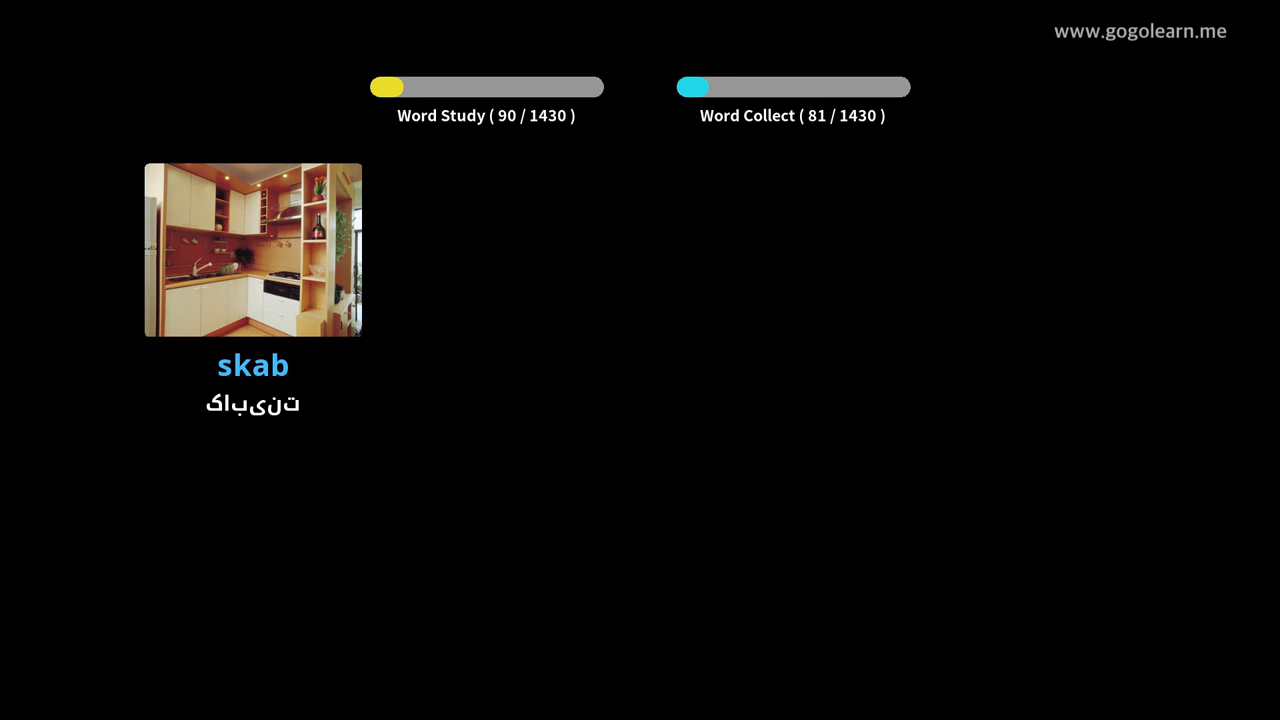 www.gogolearn.me
Word Study ( 90 / 1430 )
Word Collect ( 81 / 1430 )
skab
کابینت